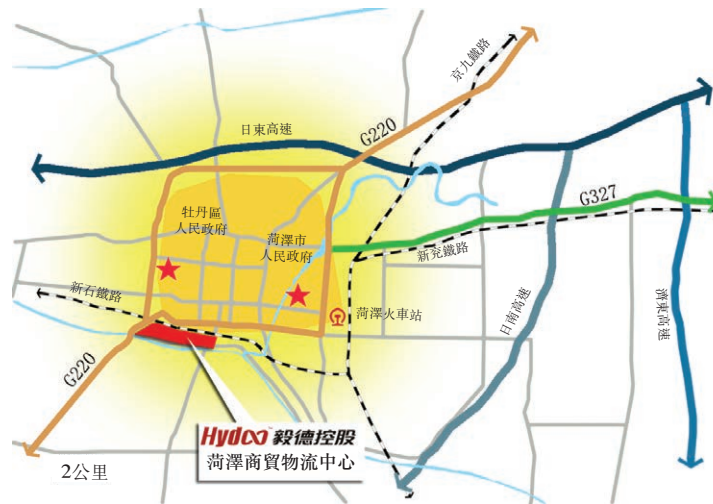 京九鐵路
G220
日東高速
G327
牡丹區
人民政府
菏澤市
人民政府
新兖鐵路
新石鐵路
菏澤火車站
日南高速
濟東高速
G220
Hydoo 毅德控股
菏澤商貿物流中心
2公里